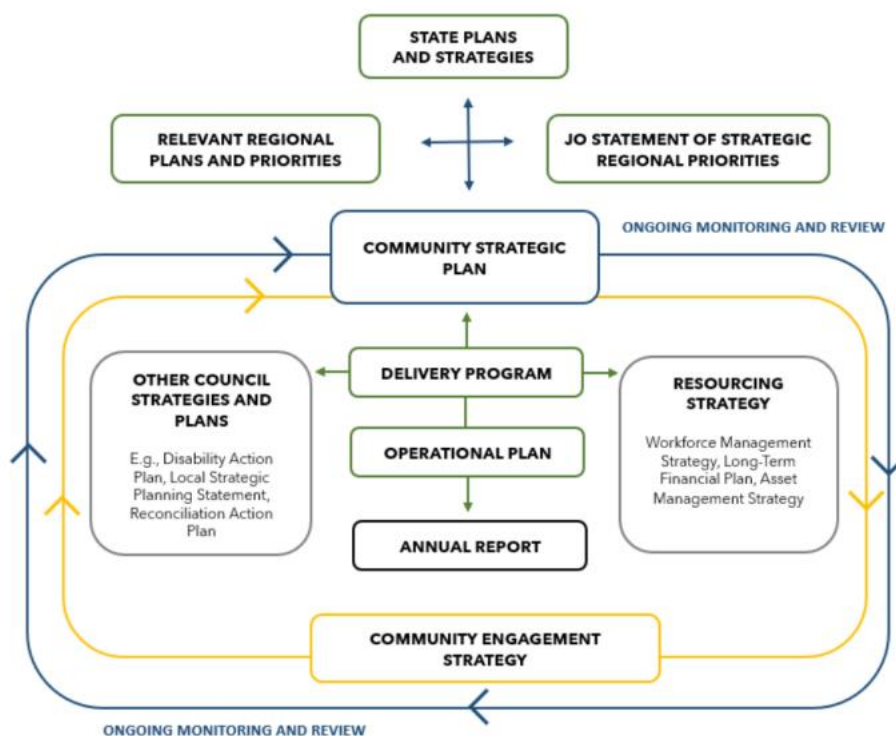 STATE PLANS
AND STRATEGIES
RELEVANT REGIONAL
PLANS AND PRIORITIES
JO STATEMENT OF STRATEGIC
REGIONAL PRIORITIES
ONGOING MONITORING AND REVIEW
COMMUNITY STRATEGIC
PLAN
DELIVERY PROGRAM
OTHER COUNCIL
STRATEGIES AND
PLANS
E.g., Disability Action
Plan, Local Strategic
Planning Statement,
Reconciliation Action
Plan
RESOURCING
STRATEGY
Workforce Management
Strategy, Long-Term
Financial Plan, Asset
Management Strategy
OPERATIONAL PLAN
ANNUAL REPORT
COMMUNITY ENGAGEMENT
STRATEGY
ONGOING MONITORING AND REVIEW